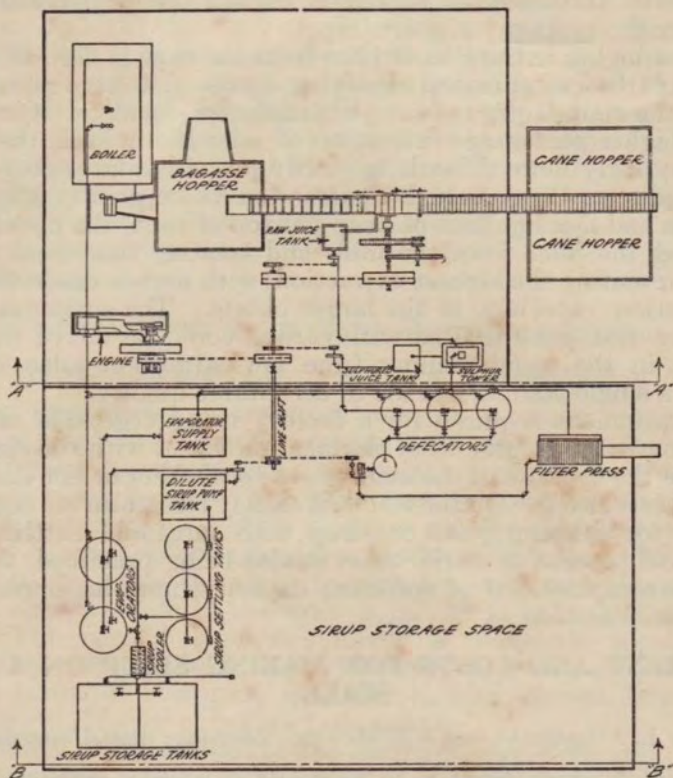 BOILER
BAGASSE
HOPPER
CANE HOPPER
CANE HOPPER
RAW JUICE
TANK
ENGINE
SULPHURED
JUICE TANK
SULPHUR
TOWER
"A"
"A"
EVAPORATOR
SUPPLY
TANK
LINE SHAFT
DEFECATORS
FILTER PRESS
DILUTE
SIRUP PUMP
TANK
EVAP-
ORATORS
SIRUP SETTLING TANKS
SIRUP
COOLER
SIRUP STORAGE SPACE
SIRUP STORAGE TANKS
"B"
"B"